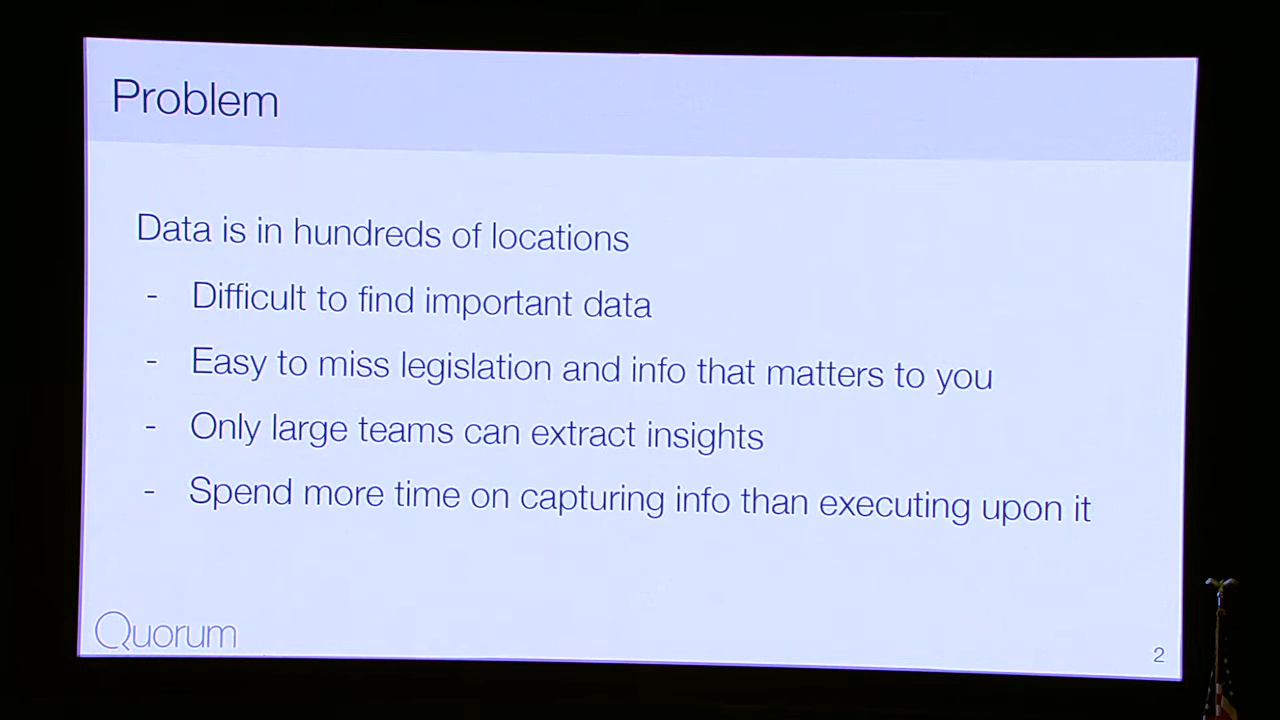 Problem
Data is in hundreds of locations
- Difficult to find important data
- Easy to miss legislation and info that matters to you
- Only large teams can extract insights
- Spend more time on capturing info than executing upon it
Quorum
2